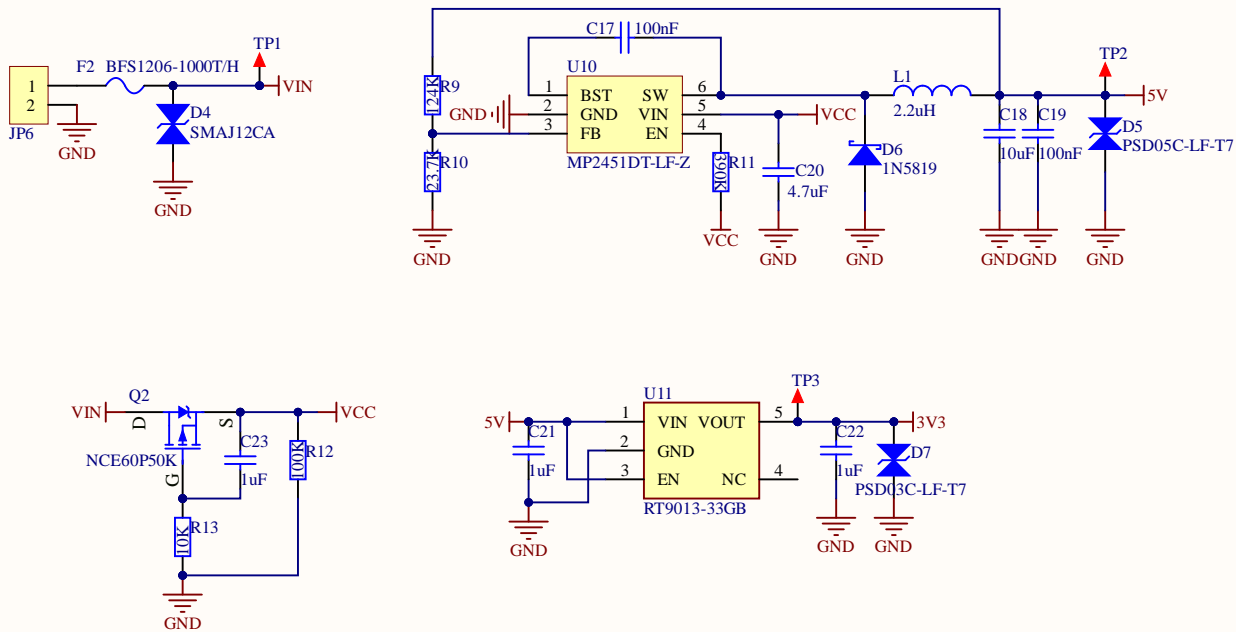 F2 BFS1206-1000T/H
TP1
VIN
1
2
JP6
GND
D4
SMAJ12CA
GND
C17
100nF
U10
R9
124K
GND
1
2
3
BST
GND
FB
SW
VIN
EN
6
5
4
MP2451DT-LF-Z
R10
23.7K
GND
VCC
R11
390K
VCC
C20
4.7uF
GND
D6
1N5819
GND
L1
2.2uH
TP2
5V
C18
10uF
GND
C19
100nF
GND
D5
PSD05C-LF-T7
GND
Q2
VIN
D
S
G
VCC
NCE60P50K
C23
1uF
R12
100K
R13
10K
GND
U11
5V
C21
1uF
GND
1
2
3
VIN
GND
EN
VOUT
NC
5
4
RT9013-33GB
TP3
3V3
C22
1uF
GND
D7
PSD03C-LF-T7
GND